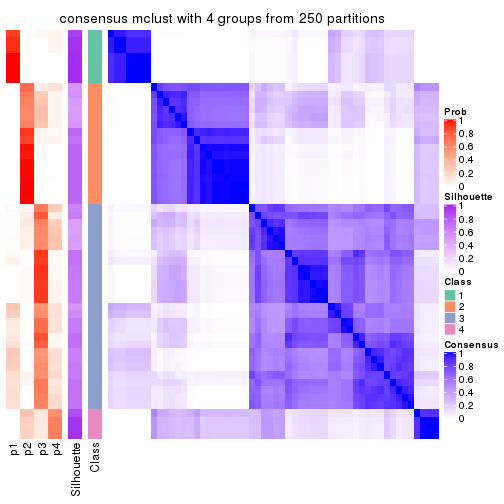 consensus mclust with 4 groups from 250 partitions
Prob
1
0.8
0.6
0.4
0.2
0
Silhouette
1
0.8
0.6
0.4
0.2
0
Class
1
2
3
4
Consensus
1
0.8
0.6
0.4
0.2
0
p1
p2
p3
p4
Silhouette
Class